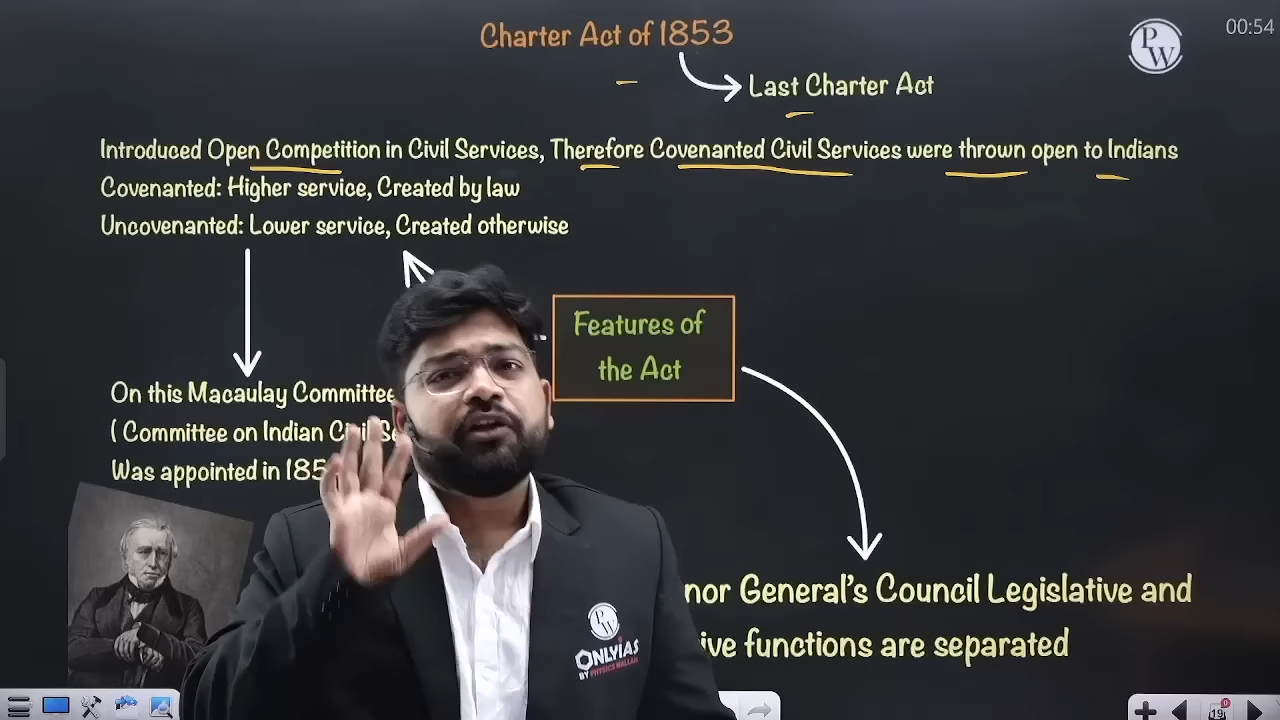 Charter Act of 1853
PW
00:54
Last Charter Act
Introduced Open Competition in Civil Services, Therefore Covenanted Civil Services were thrown open to Indians
Covenanted: Higher service, Created by law
Uncovenanted: Lower service, Created otherwise
Features of
the Act
On this Macaulay Committee
( Committee on Indian
Was appointed in
General's Council Legislative and
functions are separated
PW
ONLYIAS
BY PHYSICS WALLAH
19